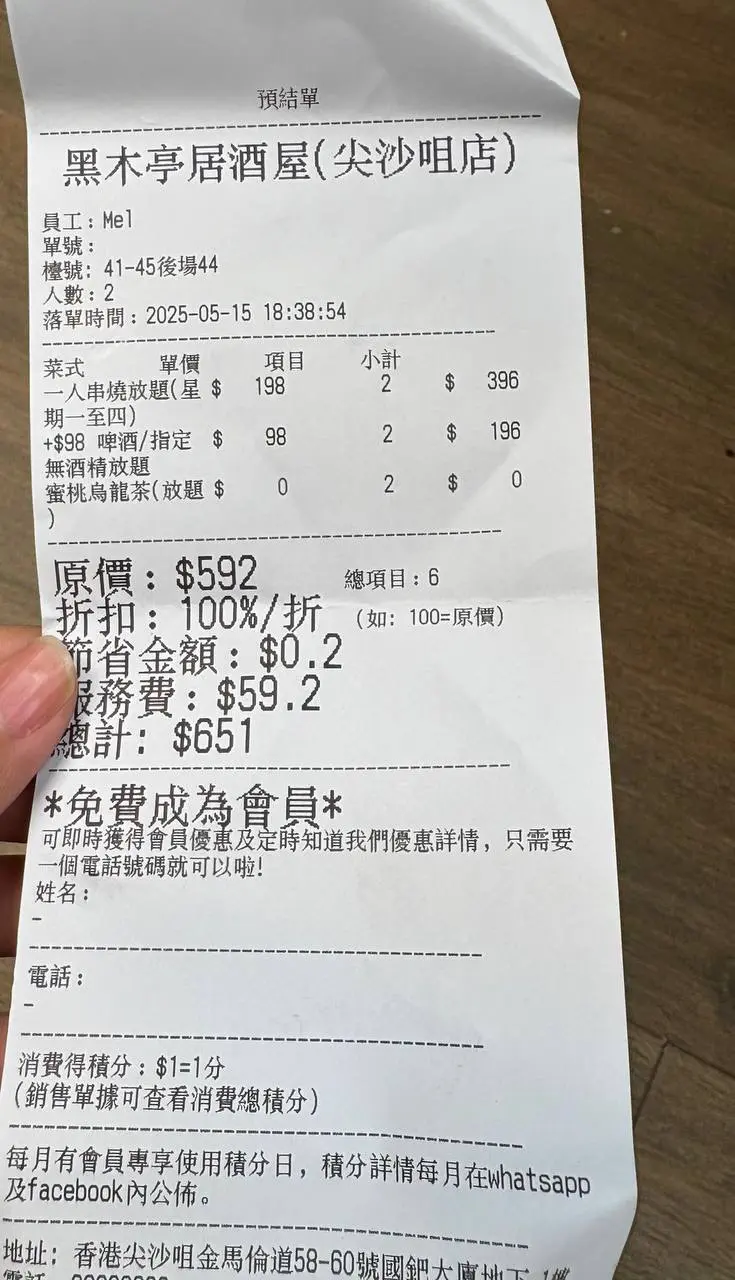 預結單
黑木亭居酒屋(尖沙咀店)
員工：Mel
單號：
檯號: 41-45後場44
人數：2
落單時間：2025-05-15 18:38:54
菜式 單價 項目 小計
一人串燒放題(星 $ 198 2 $ 396
期一至四)
+$98 啤酒/指定 $ 98 2 $ 196
無酒精放題
蜜桃烏龍茶(放題 $ 0 2 $ 0
)
原價：$592 總項目：6
折扣：100%/折 (如: 100=原價)
節省金額：$0.2
服務費：$59.2
總計: $651
*免費成為會員*
可即時獲得會員優惠及定時知道我們優惠詳情，只需要
一個電話號碼就可以啦!
姓名：
-
電話：
-
消費得積分：$1=1分
(銷售單據可查看消費總積分)
每月有會員專享使用積分日，積分詳情每月在whatsapp
及facebook內公佈。
地址: 香港尖沙咀金馬倫道58-60號國鈀大廈地下